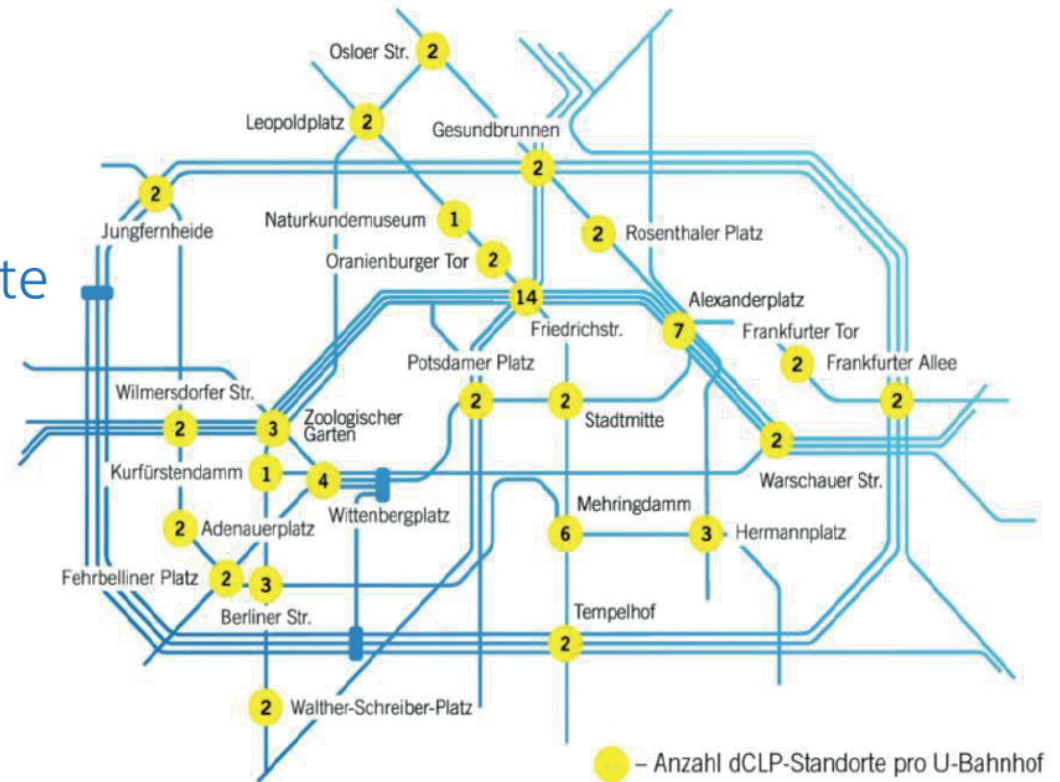 Osloer Str. 2
Leopoldplatz 2
Gesundbrunnen
2
2
Jungfernheide
Naturkundemuseum 1
2 Rosenthaler Platz
Oranienburger Tor 2
te
14
Friedrichstr.
Alexanderplatz
7
Frankfurter Tor
2
Potsdamer Platz
2
Frankfurter Allee
2
Wilmersdorfer Str.
2
3 Zoologischer
Garten
2
Stadtmitte
2
Warschauer Str.
Kurfürstendamm 1
4
Wittenbergplatz
2 Adenauerplatz
Mehringdamm
6
3 Hermannplatz
Fehrbelliner Platz 2
3
Berliner Str.
Tempelhof
2
2 Walther-Schreiber-Platz
– Anzahl dCLP-Standorte pro U-Bahnhof